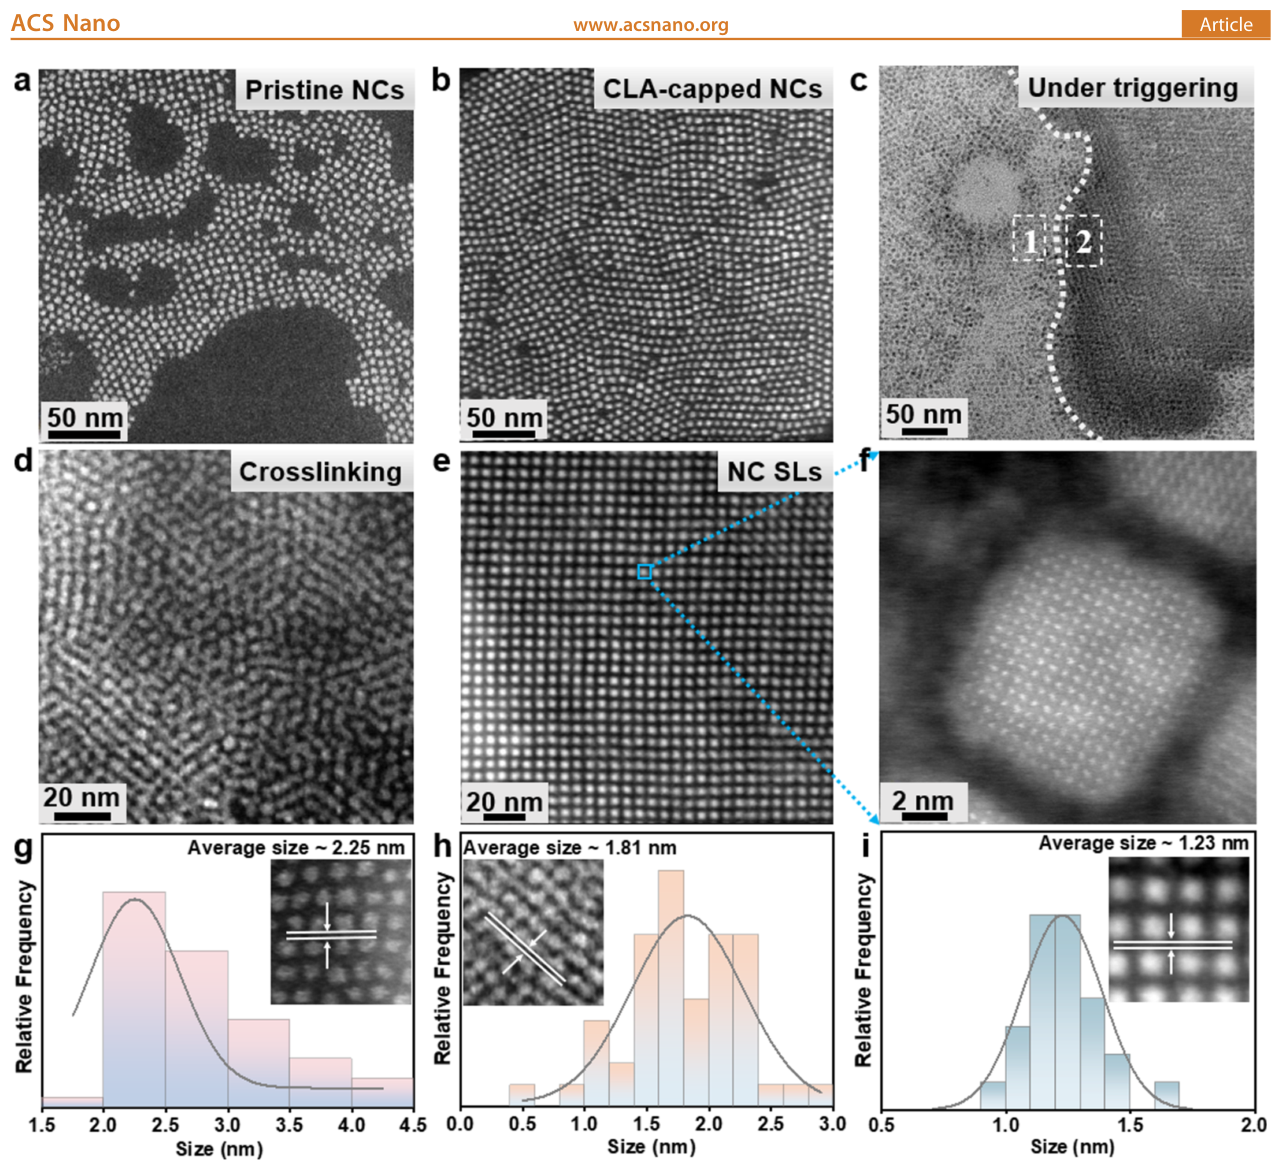 ACS Nano
www.acsnano.org
Article
a
Pristine NCs
50 nm
b
CLA-capped NCs
50 nm
c
Under triggering
1
2
50 nm
d
Crosslinking
20 nm
e
NC SLs
20 nm
f
2 nm
g
Average size ~ 2.25 nm
Relative Frequency
1.5 2.0 2.5 3.0 3.5 4.0 4.5
Size (nm)
h
Average size ~ 1.81 nm
Relative Frequency
0.0 0.5 1.0 1.5 2.0 2.5 3.0
Size (nm)
i
Average size ~ 1.23 nm
Relative Frequency
0.5 1.0 1.5 2.0
Size (nm)